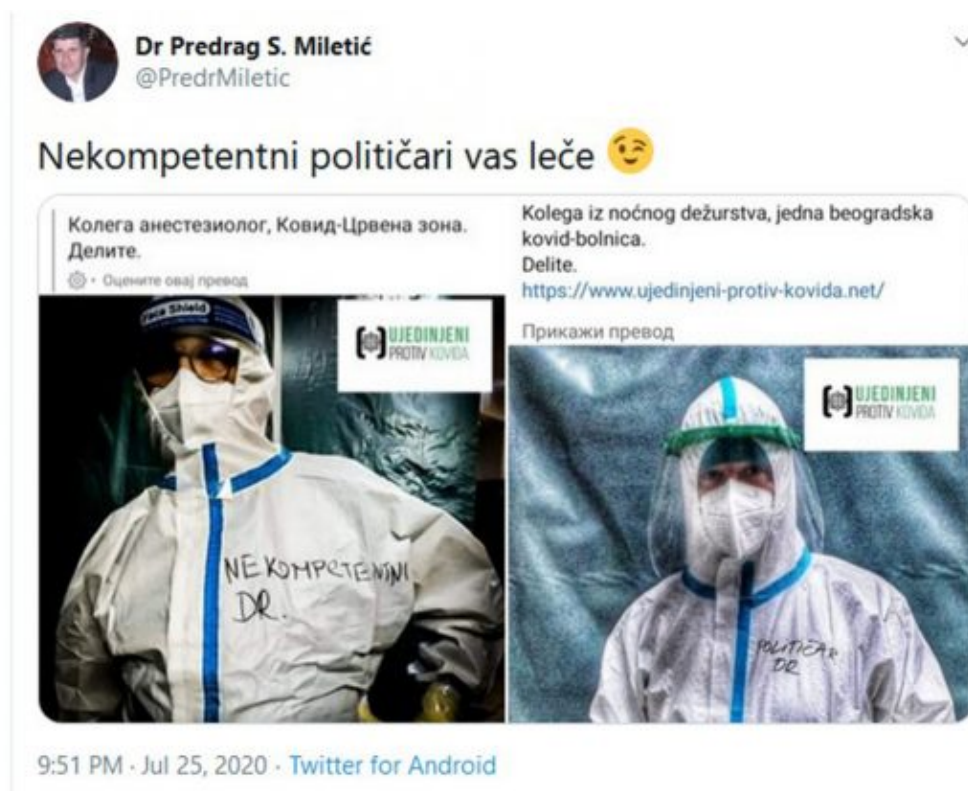 Dr Predrag S. Miletić
@PredrMiletic
Nekompetentni političari vas leče
Колега анестезиолог, Ковид-Црвена зона.
Делите.
Оцените овај превод
Kolega iz noćnog dežurstva, jedna beogradska
kovid-bolnica.
Delite.
https://www.ujedinjeni-protiv-kovida.net/
Прикажи превод
Face Shield
UJEDINJENI
PROTIV KOVIDA
NEKOMPETENTNI
DR.
UJEDINJENI
PROTIV KOVIDA
POLITIČAR
DR
9:51 PM · Jul 25, 2020 · Twitter for Android